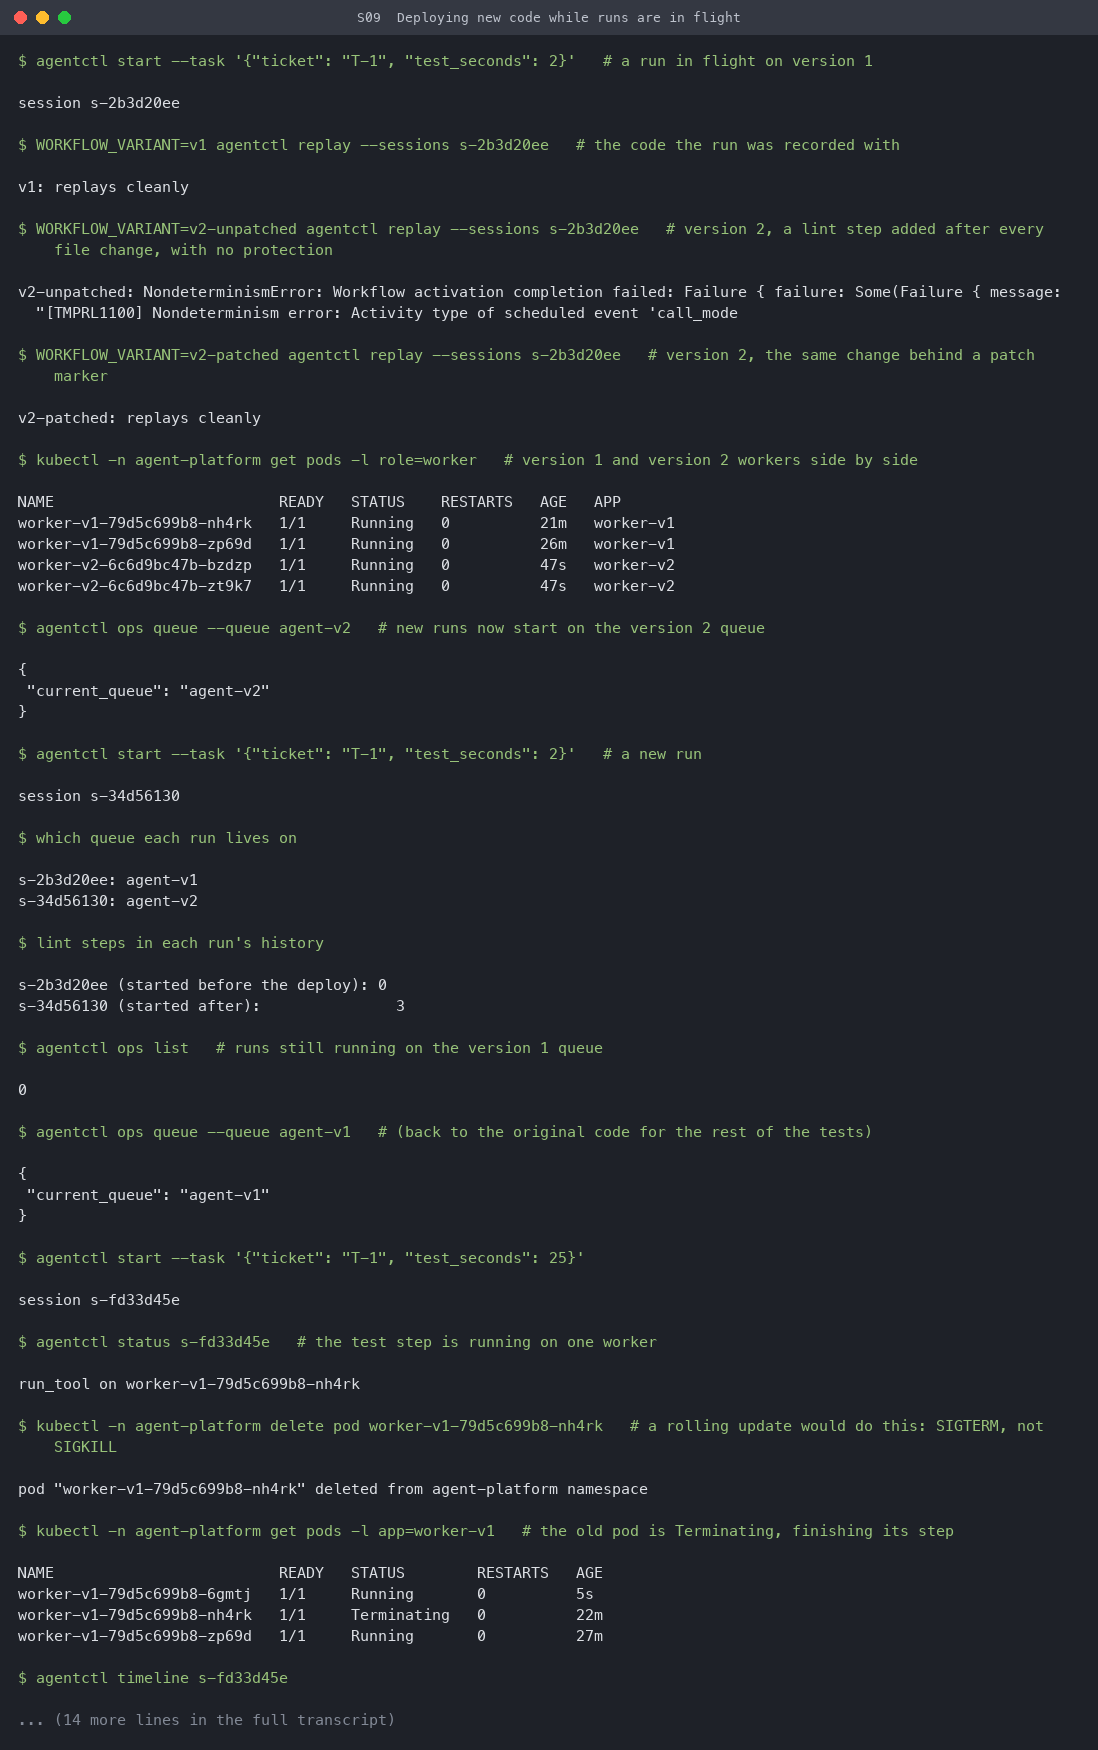 S09  Deploying new code while runs are in flight
$ agentctl start --task '{"ticket": "T-1", "test_seconds": 2}'   # a run in flight on version 1
session s-2b3d20ee
$ WORKFLOW_VARIANT=v1 agentctl replay --sessions s-2b3d20ee   # the code the run was recorded with
v1: replays cleanly
$ WORKFLOW_VARIANT=v2-unpatched agentctl replay --sessions s-2b3d20ee   # version 2, a lint step added after every
file change, with no protection
v2-unpatched: NondeterminismError: Workflow activation completion failed: Failure { failure: Some(Failure { message:
"[TMPRL1100] Nondeterminism error: Activity type of scheduled event 'call_mode
$ WORKFLOW_VARIANT=v2-patched agentctl replay --sessions s-2b3d20ee   # version 2, the same change behind a patch
marker
v2-patched: replays cleanly
$ kubectl -n agent-platform get pods -l role=worker   # version 1 and version 2 workers side by side
NAME                         READY   STATUS    RESTARTS   AGE   APP
worker-v1-79d5c699b8-nh4rk   1/1     Running   0          21m   worker-v1
worker-v1-79d5c699b8-zp69d   1/1     Running   0          26m   worker-v1
worker-v2-6c6d9bc47b-bzdzp   1/1     Running   0          47s   worker-v2
worker-v2-6c6d9bc47b-zt9k7   1/1     Running   0          47s   worker-v2
$ agentctl ops queue --queue agent-v2   # new runs now start on the version 2 queue
{
"current_queue": "agent-v2"
}
$ agentctl start --task '{"ticket": "T-1", "test_seconds": 2}'   # a new run
session s-34d56130
$ which queue each run lives on
s-2b3d20ee: agent-v1
s-34d56130: agent-v2
$ lint steps in each run's history
s-2b3d20ee (started before the deploy): 0
s-34d56130 (started after):               3
$ agentctl ops list   # runs still running on the version 1 queue
0
$ agentctl ops queue --queue agent-v1   # (back to the original code for the rest of the tests)
{
"current_queue": "agent-v1"
}
$ agentctl start --task '{"ticket": "T-1", "test_seconds": 25}'
session s-fd33d45e
$ agentctl status s-fd33d45e   # the test step is running on one worker
run_tool on worker-v1-79d5c699b8-nh4rk
$ kubectl -n agent-platform delete pod worker-v1-79d5c699b8-nh4rk   # a rolling update would do this: SIGTERM, not
SIGKILL
pod "worker-v1-79d5c699b8-nh4rk" deleted from agent-platform namespace
$ kubectl -n agent-platform get pods -l app=worker-v1   # the old pod is Terminating, finishing its step
NAME                         READY   STATUS        RESTARTS   AGE
worker-v1-79d5c699b8-6gmtj   1/1     Running       0          5s
worker-v1-79d5c699b8-nh4rk   1/1     Terminating   0          22m
worker-v1-79d5c699b8-zp69d   1/1     Running       0          27m
$ agentctl timeline s-fd33d45e
... (14 more lines in the full transcript)